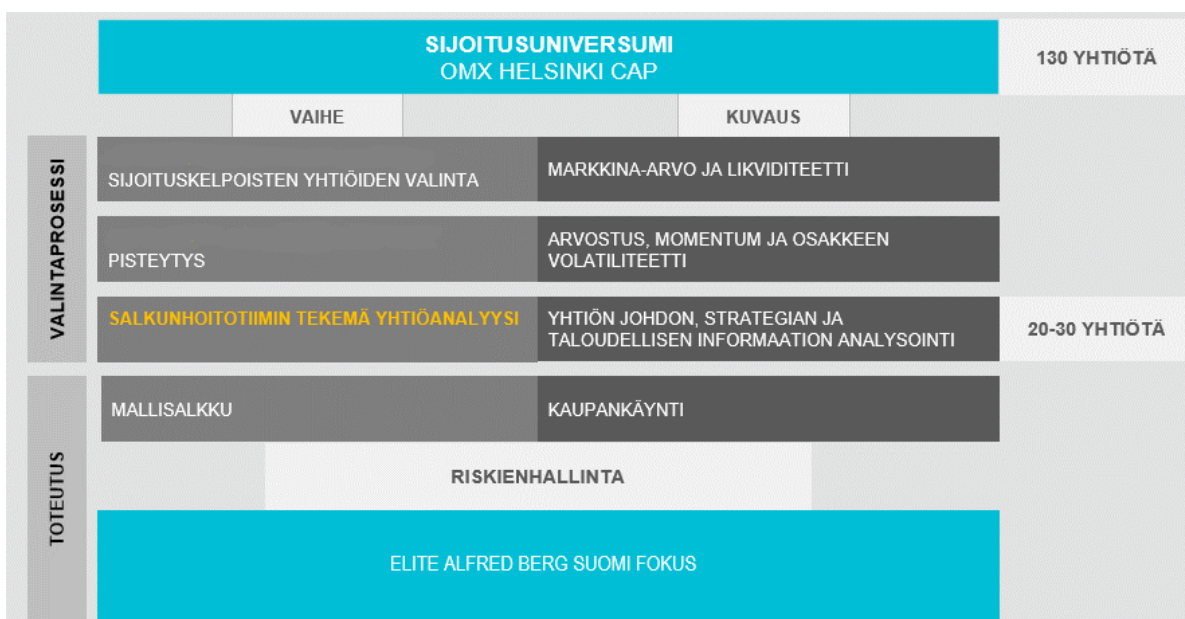 SIJOITUSUNIVERSUMI
OMX HELSINKI CAP
130 YHTIÖTÄ
VAIHE
KUVAUS
VALINTAPROSESSI
SIJOITUSKELPOISTEN YHTIÖIDEN VALINTA
MARKKINA-ARVO JA LIKVIDITEETTI
PISTEYTYS
ARVOSTUS, MOMENTUM JA OSAKKEEN
VOLATILITEETTI
SALKUNHOITOTIIMIN TEKEMÄ YHTIÖANALYYSI
YHTIÖN JOHDON, STRATEGIAN JA
TALOUDELLISEN INFORMAATION ANALYSOINTI
20-30 YHTIÖTÄ
TOTEUTUS
MALLISALKKU
KAUPANKÄYNTI
RISKIENHALLINTA
ELITE ALFRED BERG SUOMI FOKUS